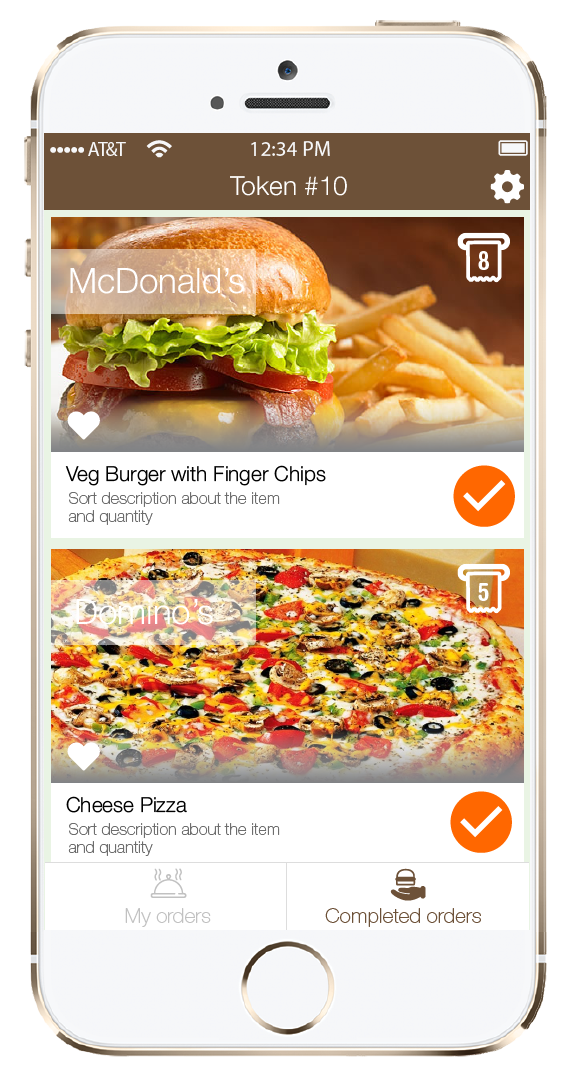 AT&T 12:34 PM
Token #10
8
McDonald's
Veg Burger with Finger Chips
Sort description about the item
and quantity
5
Domino's
Cheese Pizza
Sort description about the item
and quantity
My orders
Completed orders